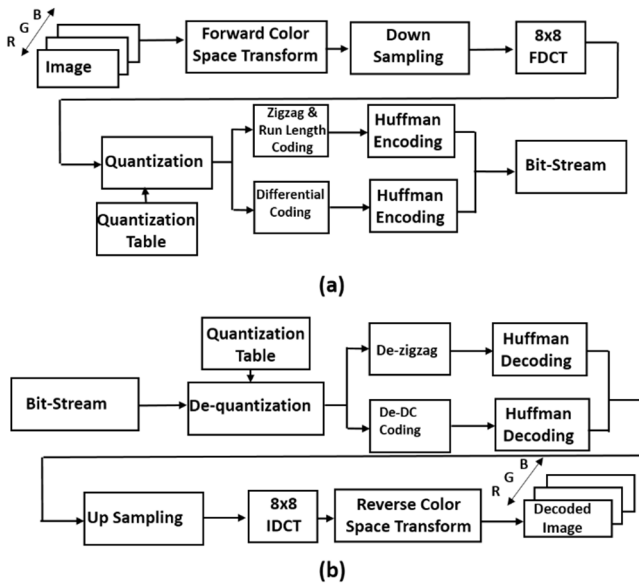 R G B
Image
Forward Color
Space Transform
Down
Sampling
8x8
FDCT
Quantization
Quantization
Table
Zigzag &
Run Length
Coding
Huffman
Encoding
Differential
Coding
Huffman
Encoding
Bit-Stream
(a)
Bit-Stream
Quantization
Table
De-quantization
De-zigzag
Huffman
Decoding
De-DC
Coding
Huffman
Decoding
Up Sampling
8x8
IDCT
Reverse Color
Space Transform
R G B
Decoded
Image
(b)